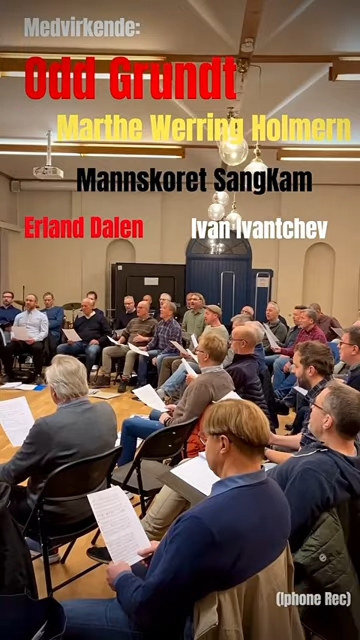 Medvirkende:
Odd Grundt
Marthe Werring Holmern
Mannskoret SangKam
Erland Dalen Ivan Ivantchev
(Iphone Rec)